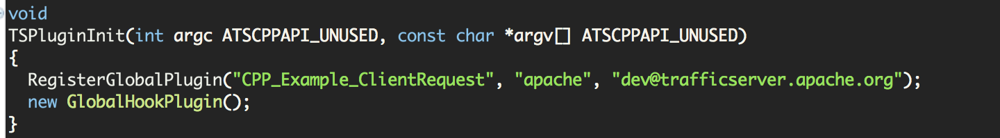 void
TSPluginInit(int argc ATSCPPAPI_UNUSED, const char *argv[] ATSCPPAPI_UNUSED)
{
  RegisterGlobalPlugin("CPP_Example_ClientRequest", "apache", "dev@trafficserver.apache.org");
  new GlobalHookPlugin();
}